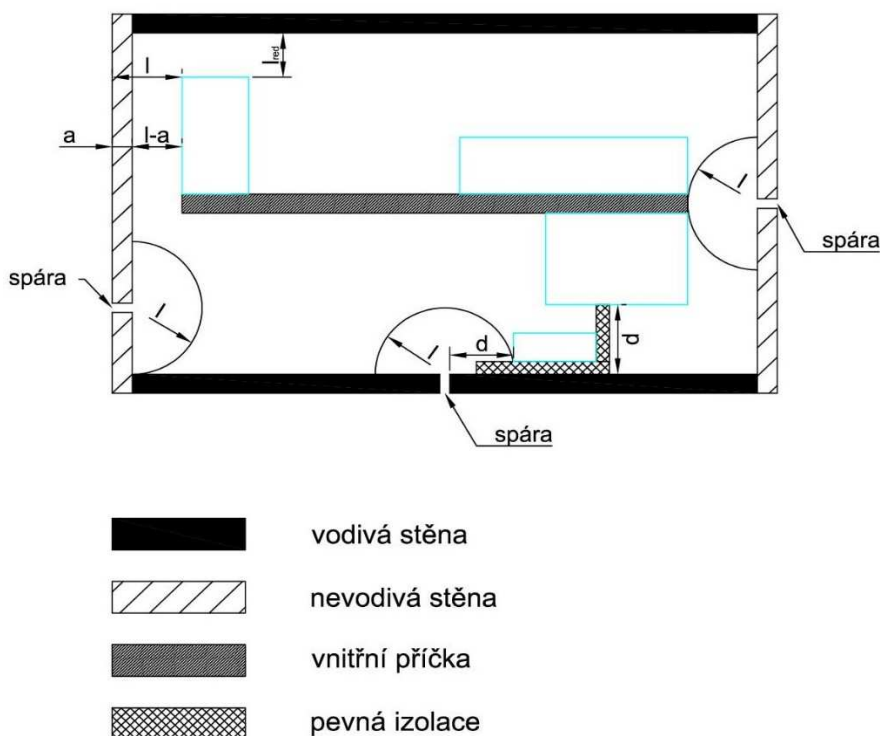 l
l_red
a
l-a
l
spára
spára
l
l
d
d
spára
vodivá stěna
nevodivá stěna
vnitřní příčka
pevná izolace